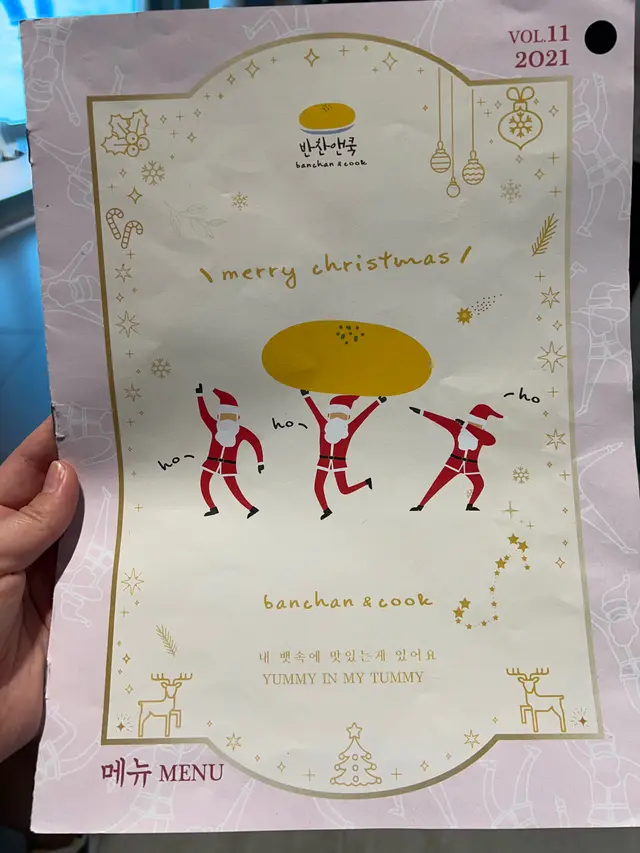 VOL.11
2021
반찬앤쿡
banchan & cook
merry christmas
ho
ho
ho
banchan & cook
내 뱃속에 맛있는게 있어요
YUMMY IN MY TUMMY
메뉴 MENU